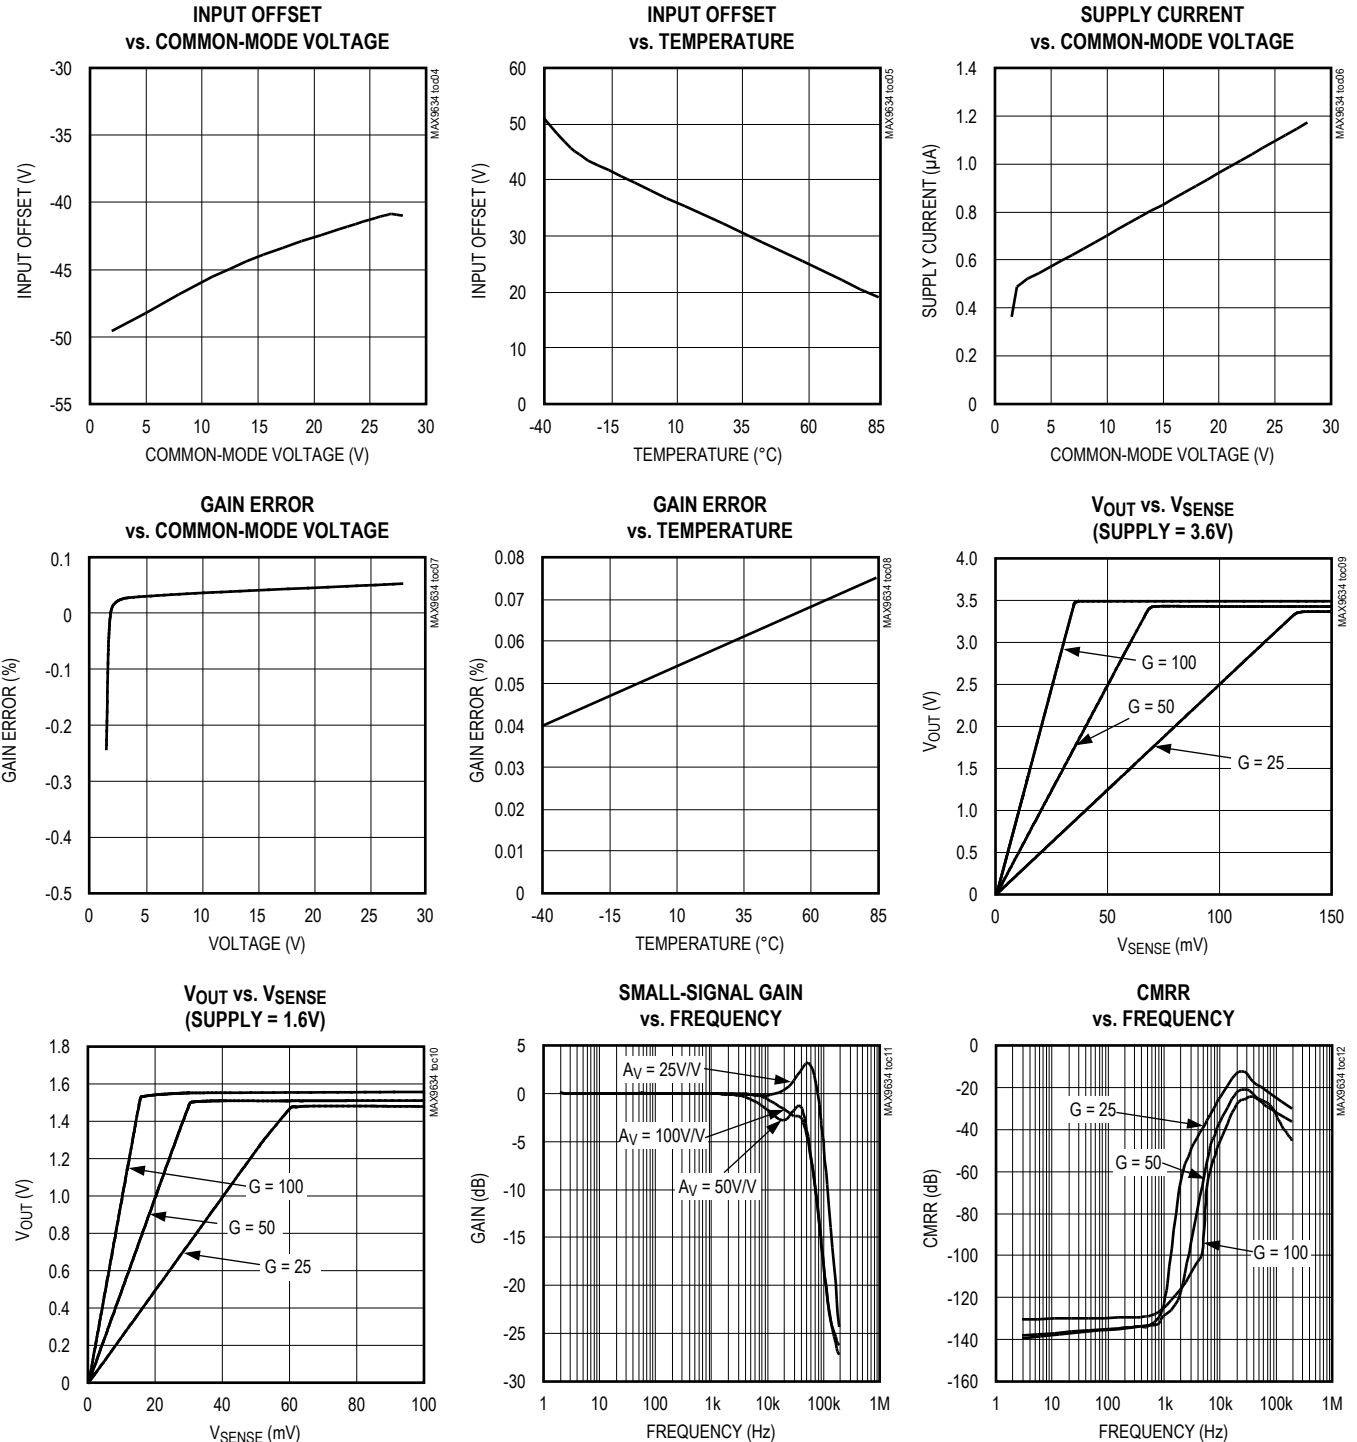 INPUT OFFSET
vs. COMMON-MODE VOLTAGE
-30
-35
-40
-45
-50
-55
INPUT OFFSET (V)
0 5 10 15 20 25 30
COMMON-MODE VOLTAGE (V)
MAX9634 toc04
INPUT OFFSET
vs. TEMPERATURE
60
50
40
30
20
10
0
INPUT OFFSET (V)
-40 -15 10 35 60 85
TEMPERATURE (°C)
MAX9634 toc05
SUPPLY CURRENT
vs. COMMON-MODE VOLTAGE
1.4
1.2
1.0
0.8
0.6
0.4
0.2
0
SUPPLY CURRENT (µA)
0 5 10 15 20 25 30
COMMON-MODE VOLTAGE (V)
MAX9634 toc06
GAIN ERROR
vs. COMMON-MODE VOLTAGE
0.1
0
-0.1
-0.2
-0.3
-0.4
-0.5
GAIN ERROR (%)
0 5 10 15 20 25 30
VOLTAGE (V)
MAX9634 toc07
GAIN ERROR
vs. TEMPERATURE
0.08
0.07
0.06
0.05
0.04
0.03
0.02
0.01
0
GAIN ERROR (%)
-40 -15 10 35 60 85
TEMPERATURE (°C)
MAX9634 toc08
VOUT vs. VSENSE
(SUPPLY = 3.6V)
4.0
3.5
3.0
2.5
2.0
1.5
1.0
0.5
0
VOUT (V)
G = 100
G = 50
G = 25
0 50 100 150
VSENSE (mV)
MAX9634 toc09
VOUT vs. VSENSE
(SUPPLY = 1.6V)
1.8
1.6
1.4
1.2
1.0
0.8
0.6
0.4
0.2
0
VOUT (V)
G = 100
G = 50
G = 25
0 20 40 60 80 100
VSENSE (mV)
MAX9634 toc10
SMALL-SIGNAL GAIN
vs. FREQUENCY
5
0
-5
-10
-15
-20
-25
-30
GAIN (dB)
AV = 25V/V
AV = 100V/V
AV = 50V/V
1 10 100 1k 10k 100k 1M
FREQUENCY (Hz)
MAX9634 toc11
CMRR
vs. FREQUENCY
0
-20
-40
-60
-80
-100
-120
-140
-160
CMRR (dB)
G = 25
G = 50
G = 100
1 10 100 1k 10k 100k 1M
FREQUENCY (Hz)
MAX9634 toc12